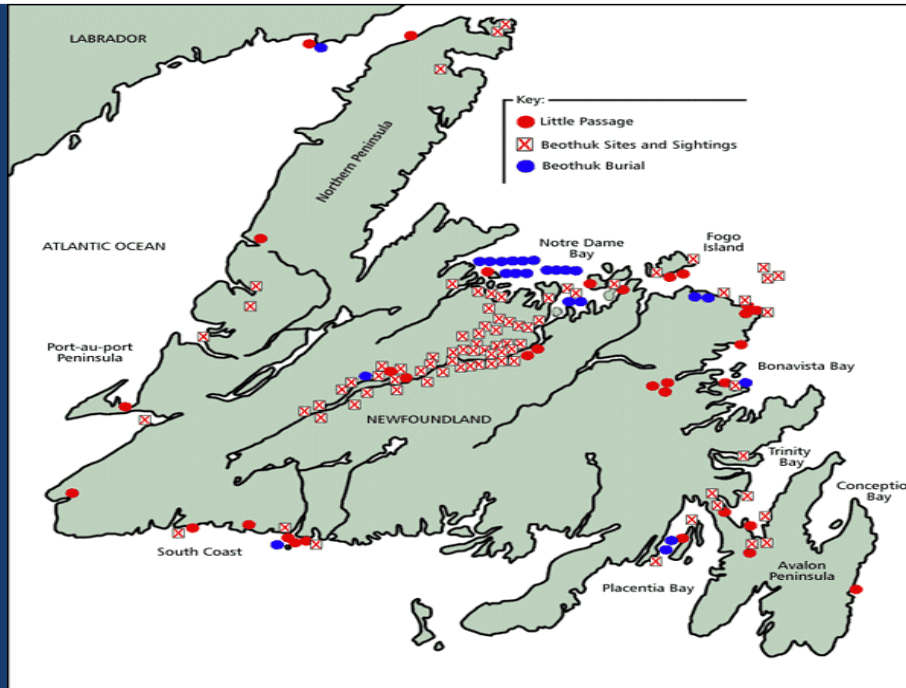 LABRADOR
Key:
Little Passage
Beothuk Sites and Sightings
Beothuk Burial
Northern Peninsula
ATLANTIC OCEAN
Notre Dame
Bay
Fogo
Island
Port-au-port
Peninsula
Bonavista Bay
NEWFOUNDLAND
Trinity
Bay
Conceptio
Bay
South Coast
Avalon
Peninsula
Placentia Bay